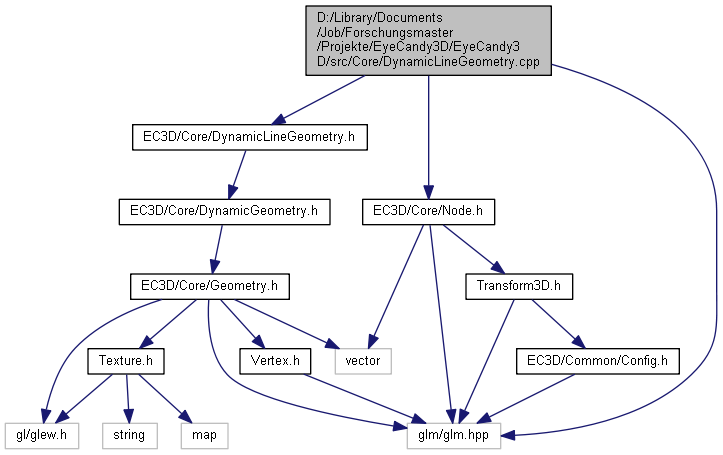 D:/Library/Documents
/Job/Forschungsmaster
/Projekte/EyeCandy3D/EyeCandy3
D/src/Core/DynamicLineGeometry.cpp
EC3D/Core/DynamicLineGeometry.h
EC3D/Core/DynamicGeometry.h
EC3D/Core/Node.h
EC3D/Core/Geometry.h
Transform3D.h
Texture.h
Vertex.h
vector
EC3D/Common/Config.h
gl/glew.h
string
map
glm/glm.hpp